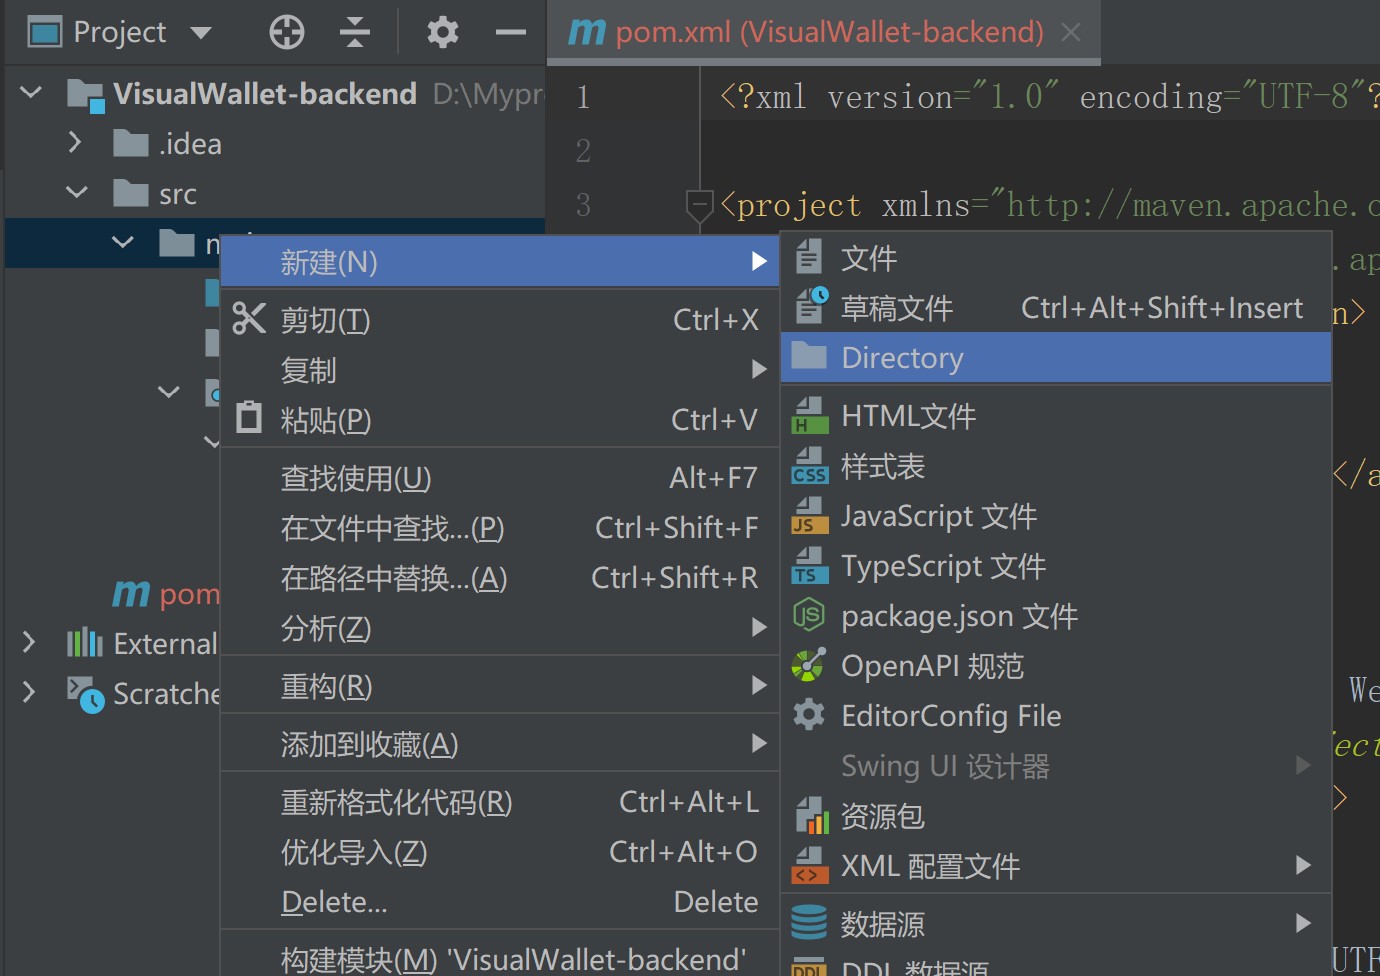 Project
pom.xml (VisualWallet-backend)
VisualWallet-backend D:\Mypr
.idea
src
pom
External
Scratche
1
2
3
<?xml version="1.0" encoding="UTF-8"?
<project xmlns="http://maven.apache.o
.ap
n>
</a
We
ject
>
UTF
新建(N)
剪切(T) Ctrl+X
复制
粘贴(P) Ctrl+V
查找使用(U) Alt+F7
在文件中查找...(P) Ctrl+Shift+F
在路径中替换...(A) Ctrl+Shift+R
分析(Z)
重构(R)
添加到收藏(A)
重新格式化代码(R) Ctrl+Alt+L
优化导入(Z) Ctrl+Alt+O
Delete... Delete
构建模块(M) 'VisualWallet-backend'
文件
草稿文件 Ctrl+Alt+Shift+Insert
Directory
H HTML文件
CSS 样式表
JS JavaScript 文件
TS TypeScript 文件
JS package.json 文件
OpenAPI 规范
EditorConfig File
Swing UI 设计器
资源包
<> XML 配置文件
数据源
DDL DDL 数据源